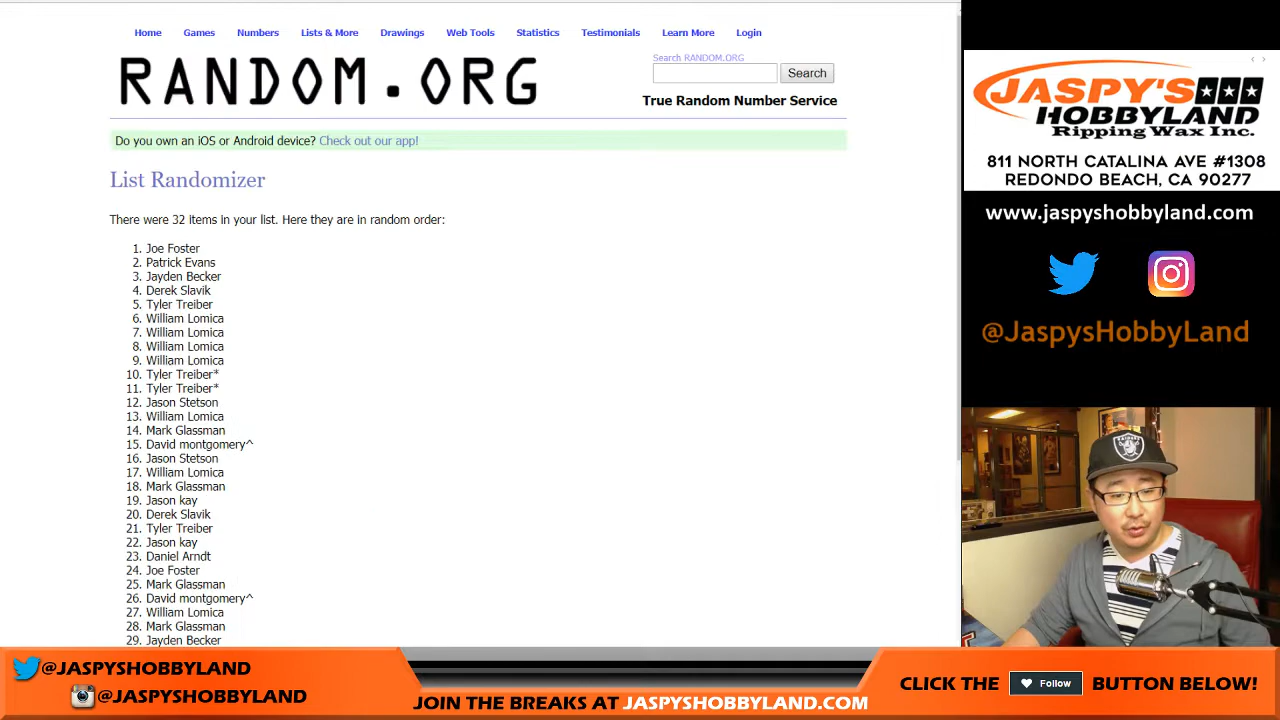 Home Games Numbers Lists & More Drawings Web Tools Statistics Testimonials Learn More Login
RANDOM.ORG
Search RANDOM.ORG
Search
True Random Number Service
Do you own an iOS or Android device? Check out our app!
List Randomizer
There were 32 items in your list. Here they are in random order:
1. Joe Foster
2. Patrick Evans
3. Jayden Becker
4. Derek Slavik
5. Tyler Treiber
6. William Lomica
7. William Lomica
8. William Lomica
9. William Lomica
10. Tyler Treiber*
11. Tyler Treiber*
12. Jason Stetson
13. William Lomica
14. Mark Glassman
15. David montgomery^
16. Jason Stetson
17. William Lomica
18. Mark Glassman
19. Jason kay
20. Derek Slavik
21. Tyler Treiber
22. Jason kay
23. Daniel Arndt
24. Joe Foster
25. Mark Glassman
26. David montgomery^
27. William Lomica
28. Mark Glassman
29. Jayden Becker
JASPY'S
HOBBYLAND
Ripping Wax Inc.
811 NORTH CATALINA AVE #1308
REDONDO BEACH, CA 90277
www.jaspyshobbyland.com
@JaspysHobbyLand
RAIDERS
@JASPYSHOBBYLAND
@JASPYSHOBBYLAND
JOIN THE BREAKS AT JASPYSHOBBYLAND.COM
CLICK THE Follow BUTTON BELOW!